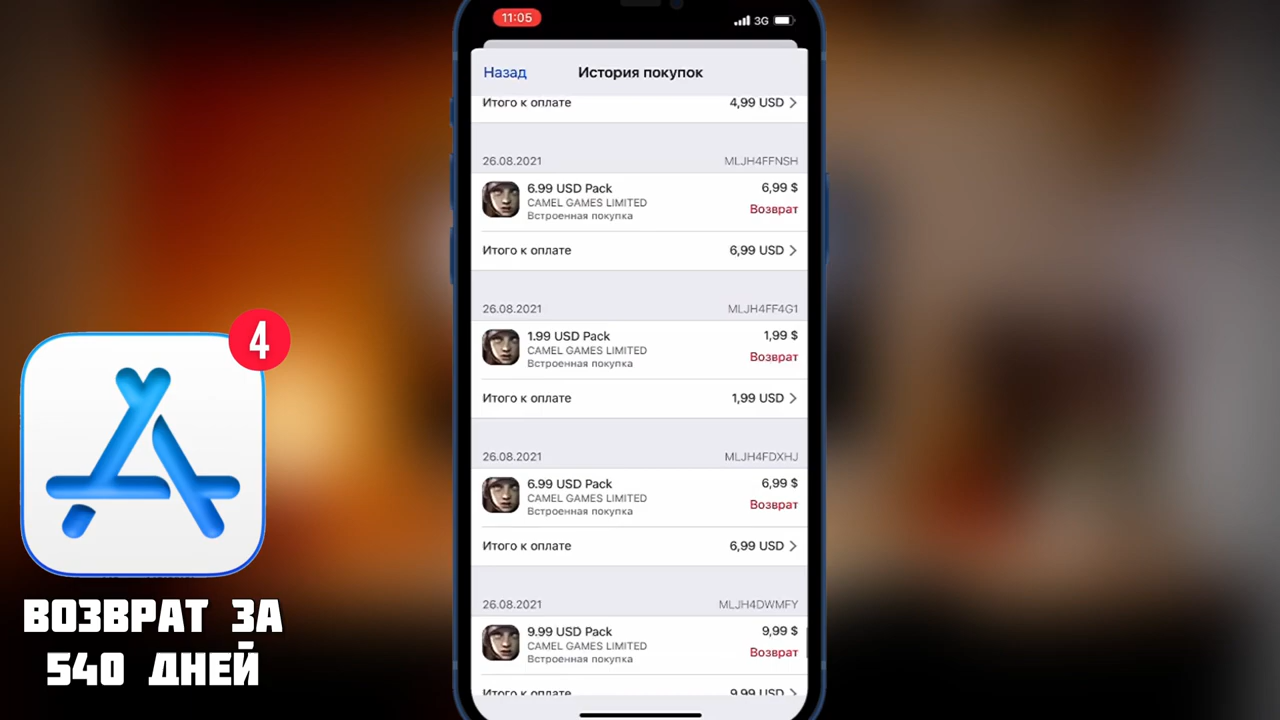 11:05
3G
Назад
История покупок
Итого к оплате 4,99 USD
26.08.2021 MLJH4FFNSH
6.99 USD Pack 6,99 $
CAMEL GAMES LIMITED
Возврат
Встроенная покупка
Итого к оплате 6,99 USD
26.08.2021 MLJH4FF4G1
1.99 USD Pack 1,99 $
CAMEL GAMES LIMITED
Возврат
Встроенная покупка
Итого к оплате 1,99 USD
26.08.2021 MLJH4FDXHJ
6.99 USD Pack 6,99 $
CAMEL GAMES LIMITED
Возврат
Встроенная покупка
Итого к оплате 6,99 USD
26.08.2021 MLJH4DWMFY
9.99 USD Pack 9,99 $
CAMEL GAMES LIMITED
Возврат
Встроенная покупка
Итого к оплате 9,99 USD
4
ВОЗВРАТ ЗА
540 ДНЕЙ